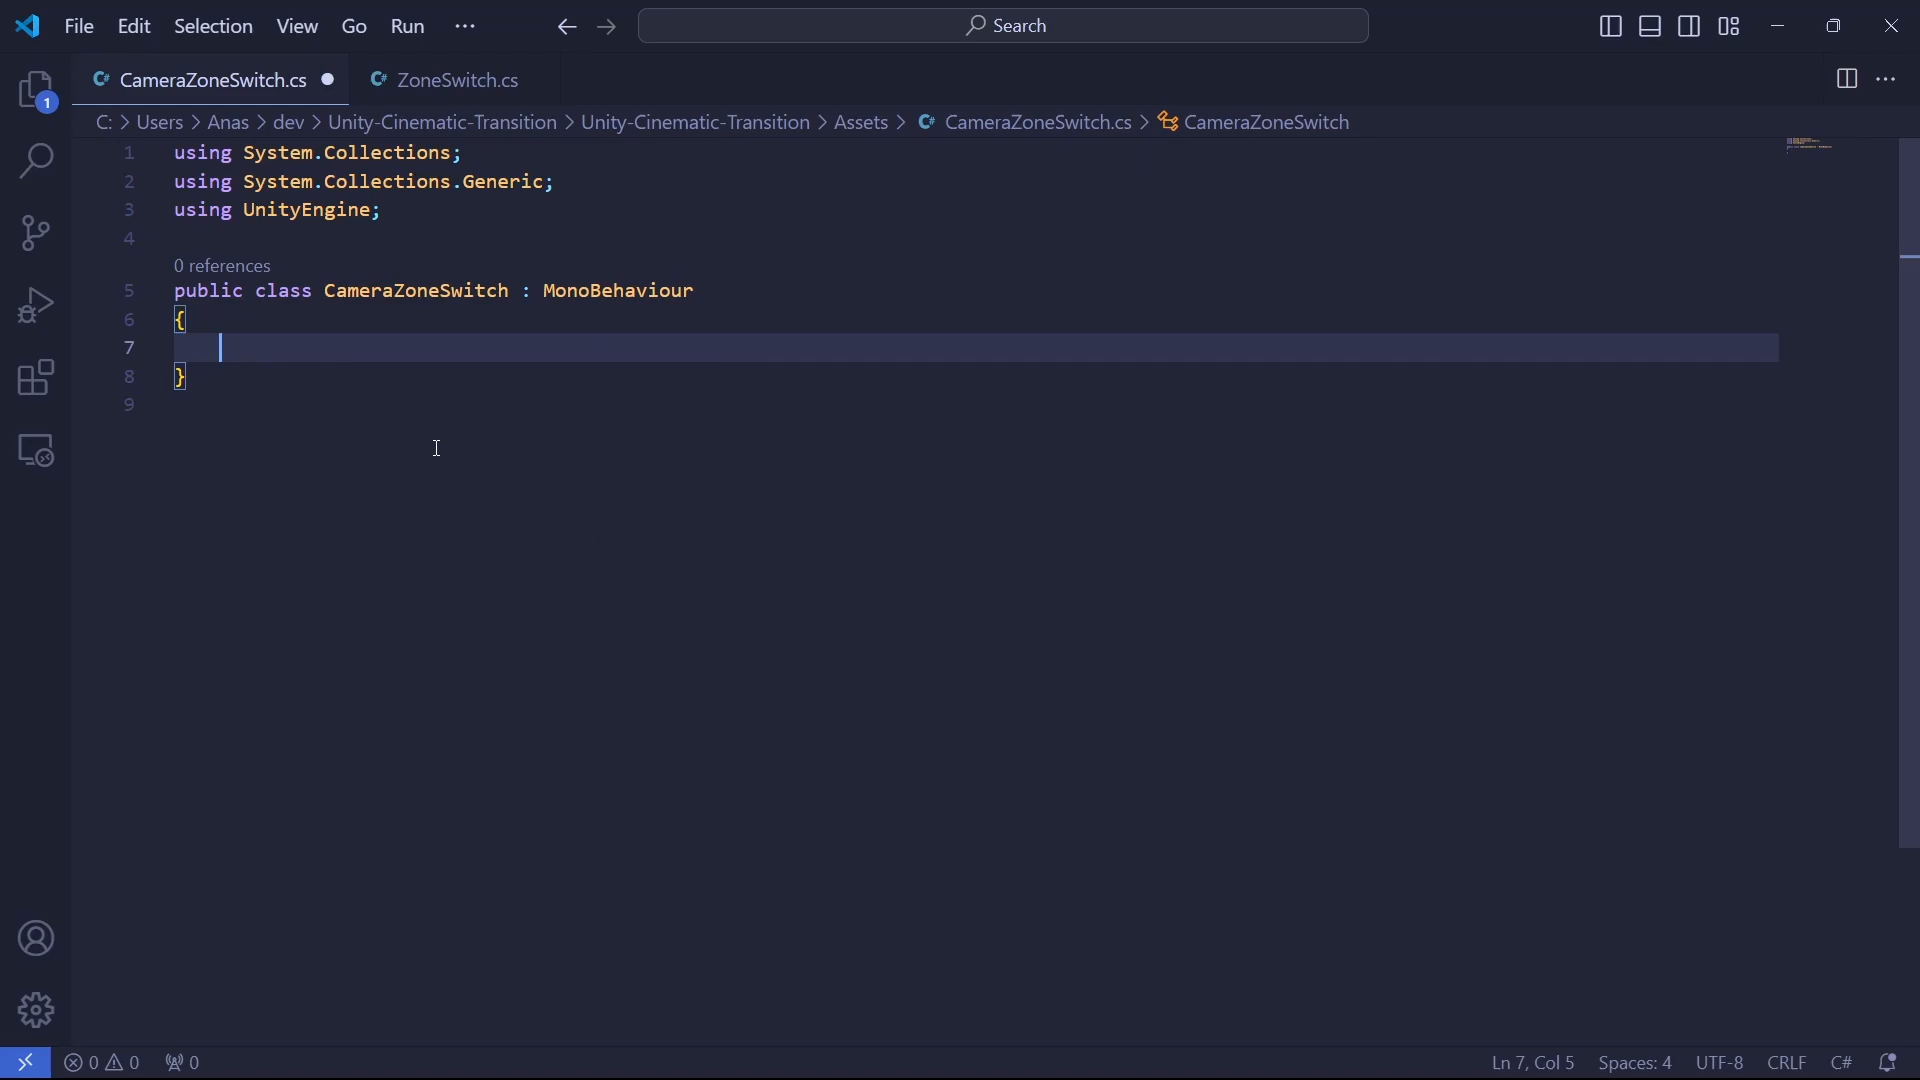 File Edit Selection View Go Run ··· Search
CameraZoneSwitch.cs ZoneSwitch.cs
C: > Users > Anas > dev > Unity-Cinematic-Transition > Unity-Cinematic-Transition > Assets > CameraZoneSwitch.cs > CameraZoneSwitch
1 using System.Collections;
2 using System.Collections.Generic;
3 using UnityEngine;
4
0 references
5 public class CameraZoneSwitch : MonoBehaviour
6 {
7
8 }
9
1
0 0 0 Ln 7, Col 5 Spaces: 4 UTF-8 CRLF C#